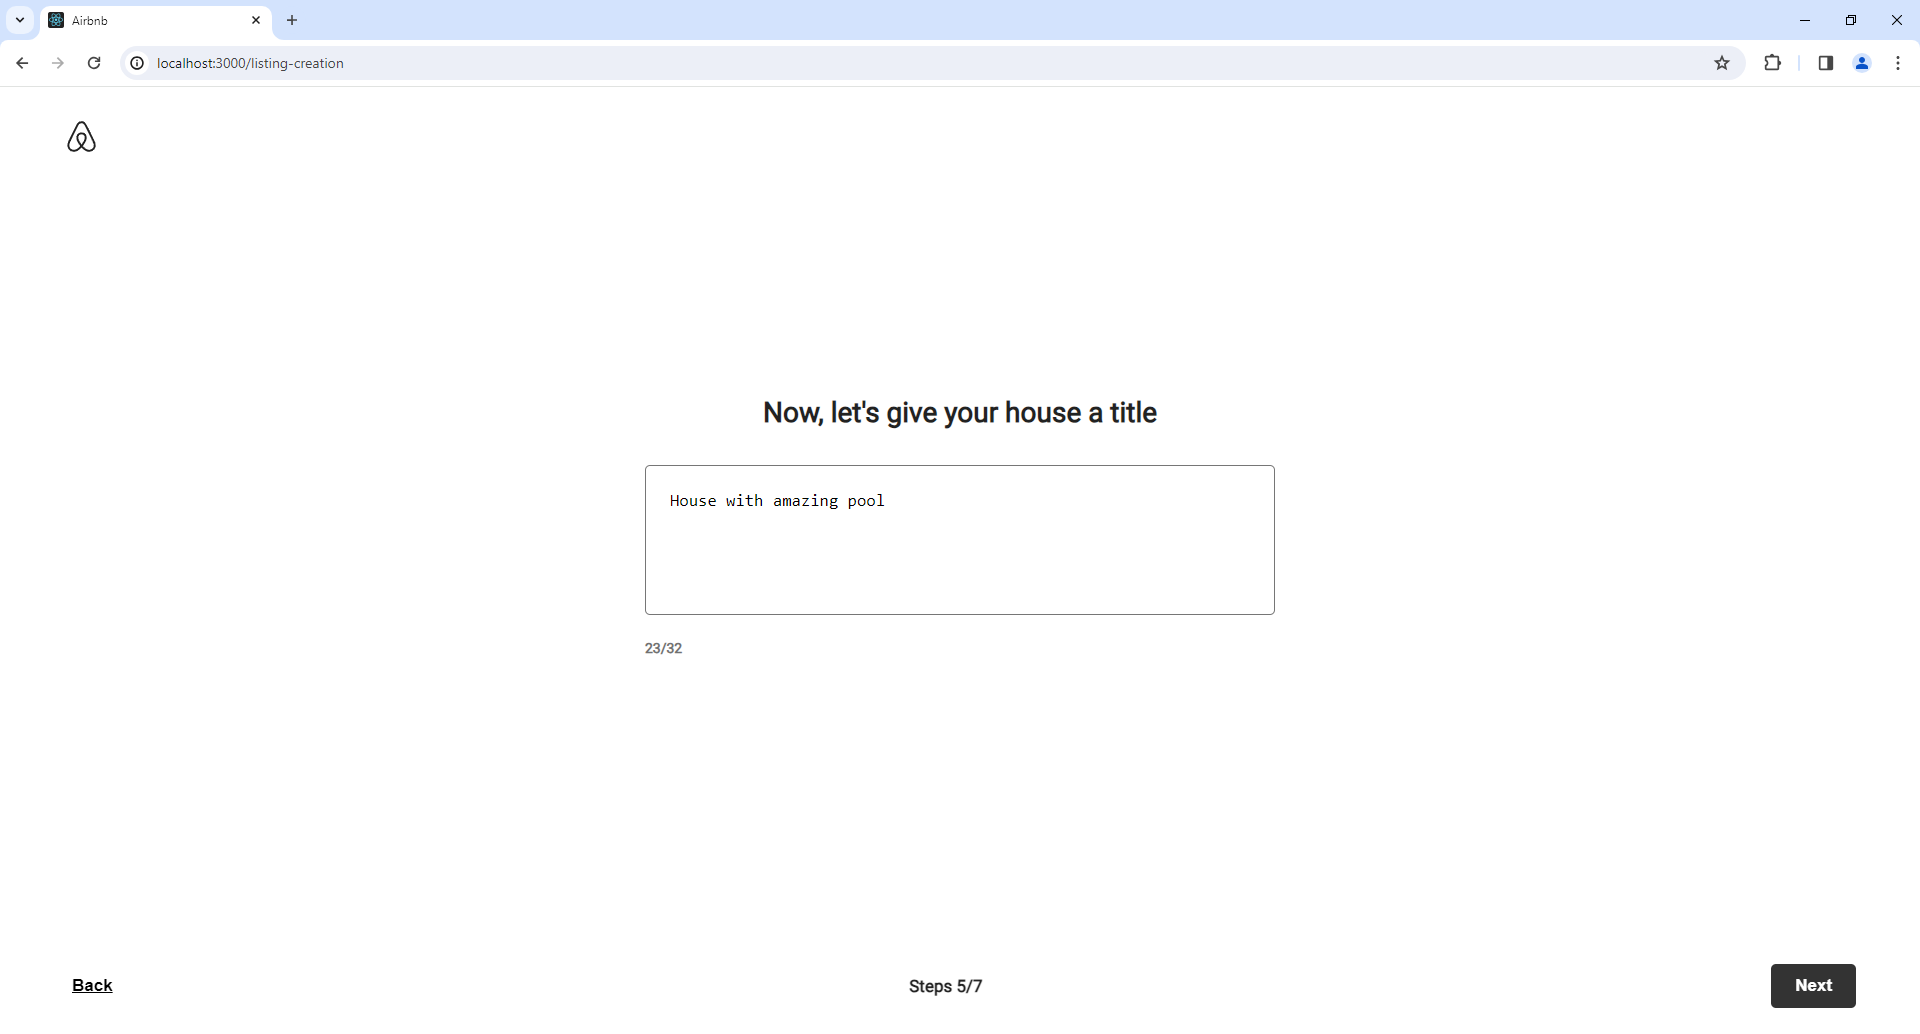 Airbnb
localhost:3000/listing-creation
Now, let's give your house a title
House with amazing pool
23/32
Back
Steps 5/7
Next